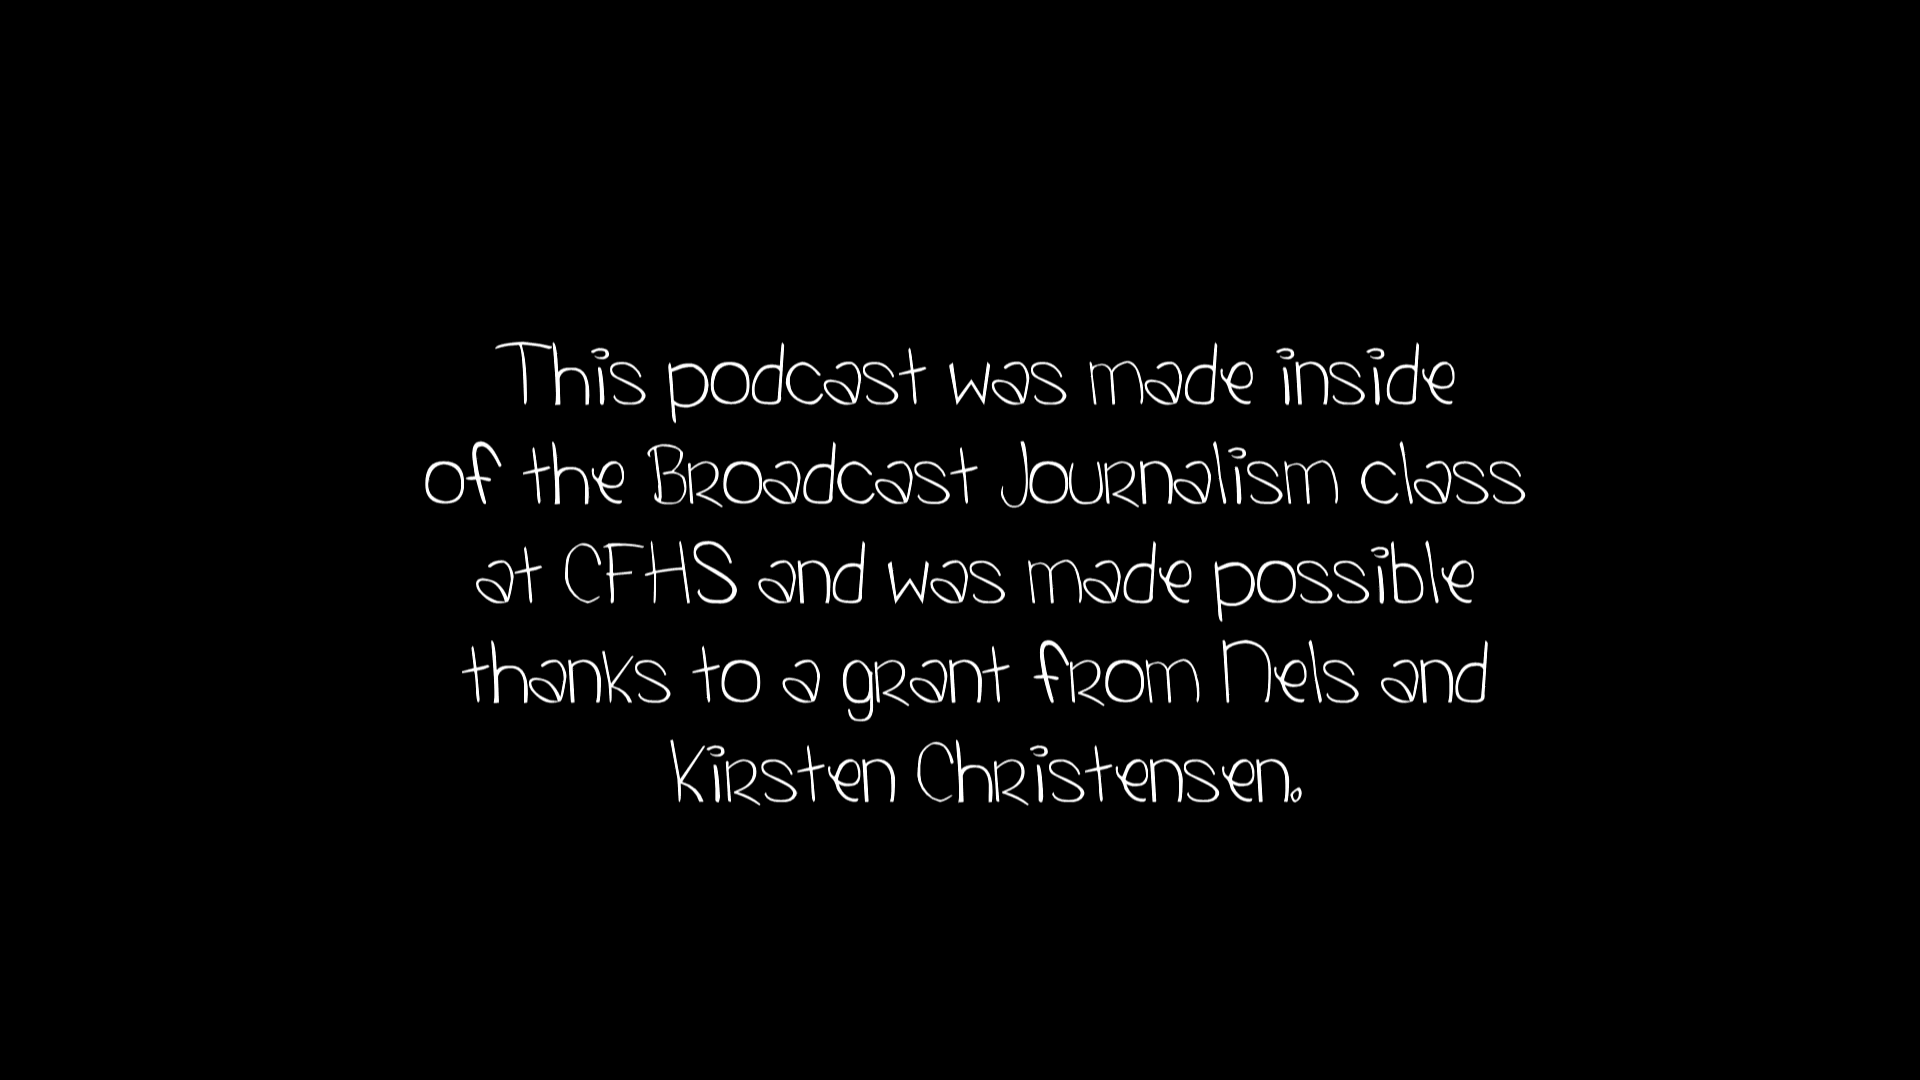 This podcast was made inside
of the Broadcast Journalism class
at CFHS and was made possible
thanks to a grant from Nels and
Kirsten Christensen.